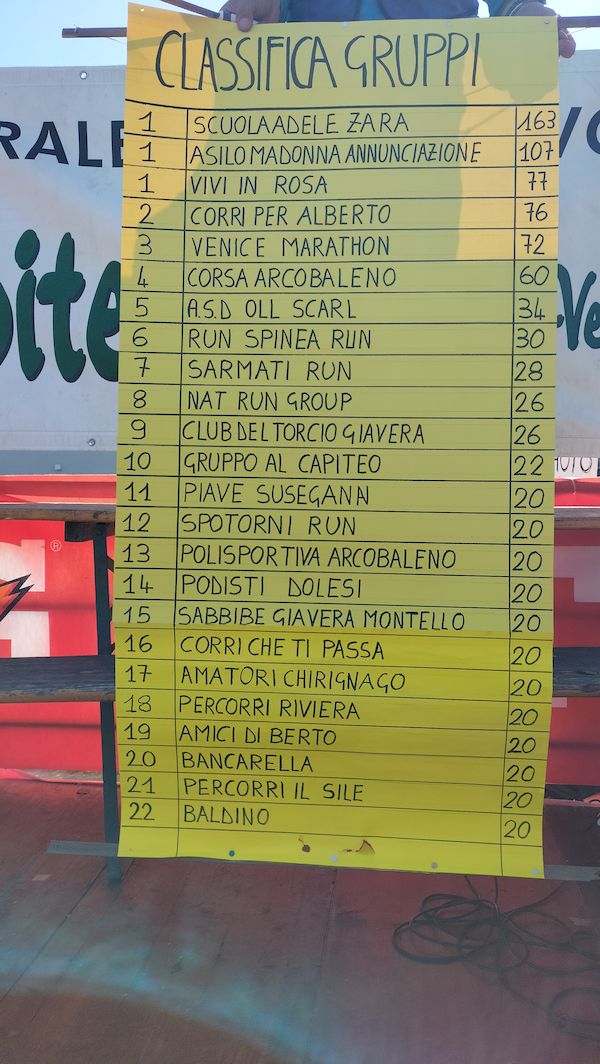 CLASSIFICA GRUPPI
1 SCUOLA ADELE ZARA 163
1 ASILO MADONNA ANNUNCIAZIONE 107
1 VIVI IN ROSA 77
2 CORRI PER ALBERTO 76
3 VENICE MARATHON 72
4 CORSA ARCOBALENO 60
5 A.S.D OLL SCARL 34
6 RUN SPINEA RUN 30
7 SARMATI RUN 28
8 NAT RUN GROUP 26
9 CLUB DEL TORCIO GIAVERA 26
10 GRUPPO AL CAPITEO 22
11 PIAVE SUSEGANN 20
12 SPOTORNI RUN 20
13 POLISPORTIVA ARCOBALENO 20
14 PODISTI DOLESI 20
15 SABBIBE GIAVERA MONTELLO 20
16 CORRI CHE TI PASSA 20
17 AMATORI CHIRIGNAGO 20
18 PERCORRI RIVIERA 20
19 AMICI DI BERTO 20
20 BANCARELLA 20
21 PERCORRI IL SILE 20
22 BALDINO 20